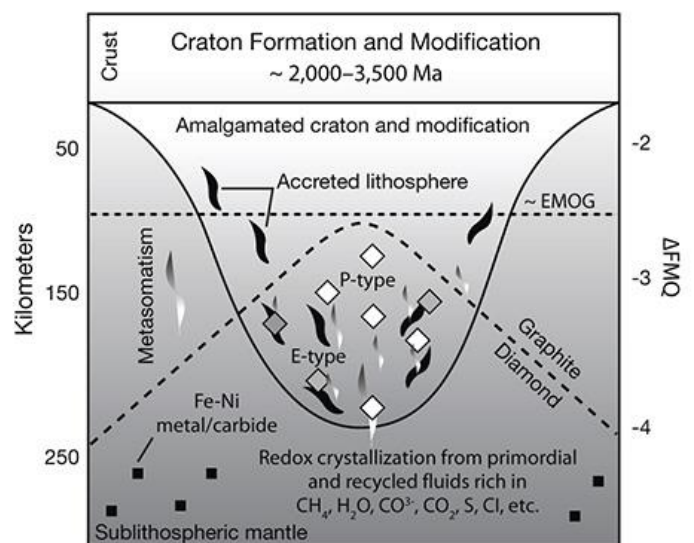 Crust
Craton Formation and Modification
~ 2,000–3,500 Ma
Amalgamated craton and modification
50
-2
Accreted lithosphere
~ EMOG
Kilometers
Metasomatism
150
P-type
-3
ΔFMQ
E-type
Graphite
Diamond
Fe-Ni
metal/carbide
-4
250
Redox crystallization from primordial
and recycled fluids rich in
CH₄, H₂O, CO³⁻, CO₂, S, Cl, etc.
Sublithospheric mantle